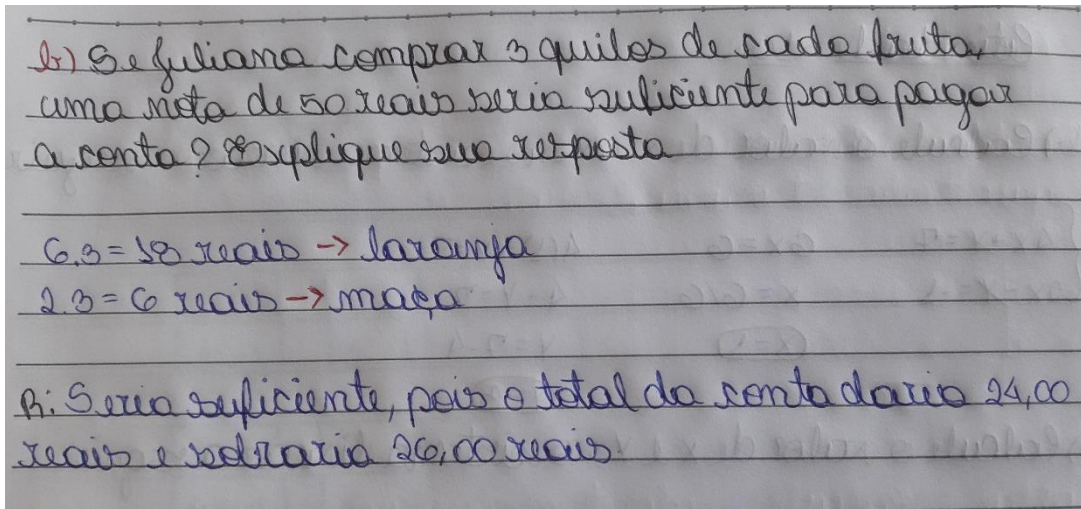 b) Se Juliana comprar 3 quilos de cada fruta,
uma nota de 50 reais seria suficiente para pagar
a conta? Explique sua resposta
6.3 = 18 reais → laranja
2.3 = 6 reais → maça
R: Seria suficiente, pois o total da conta daria 24,00
reais e sobraria 26,00 reais.